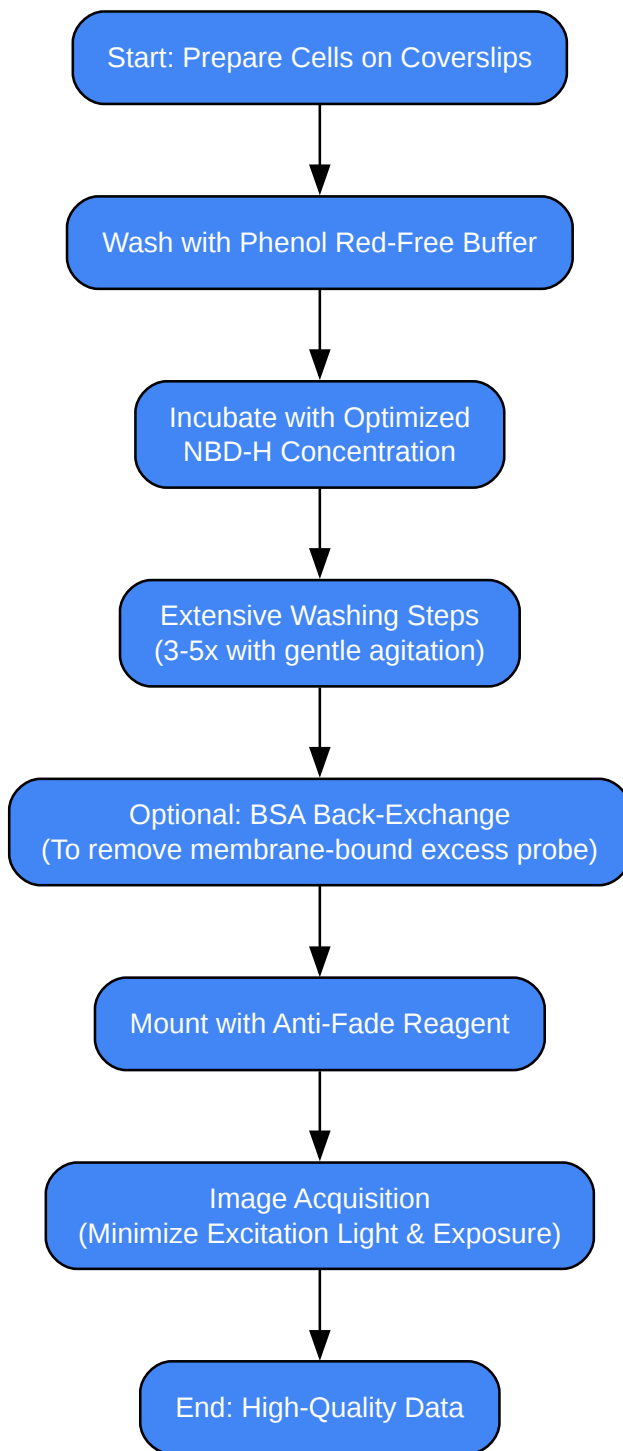 Start: Prepare Cells on Coverslips
Wash with Phenol Red-Free Buffer
Incubate with Optimized
NBD-H Concentration
Extensive Washing Steps
(3-5x with gentle agitation)
Optional: BSA Back-Exchange
(To remove membrane-bound excess probe)
Mount with Anti-Fade Reagent
Image Acquisition
(Minimize Excitation Light & Exposure)
End: High-Quality Data